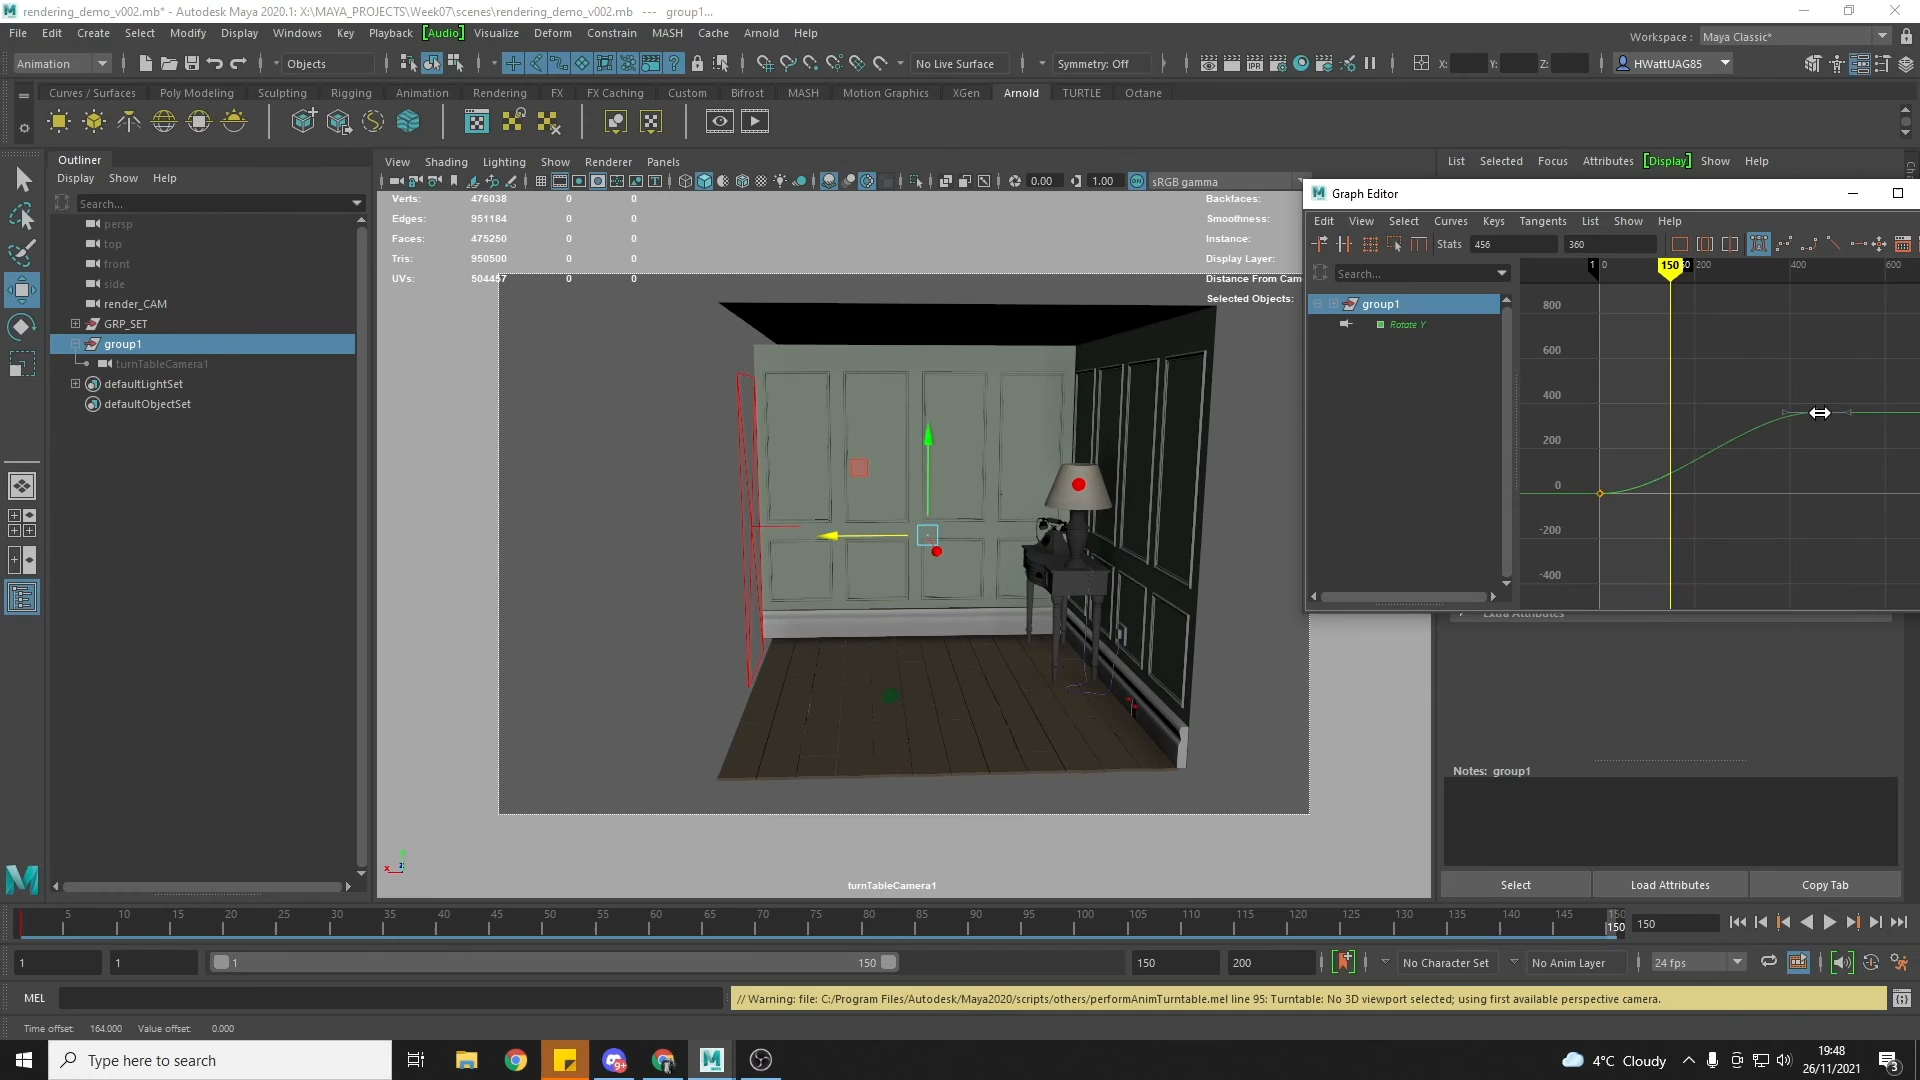 rendering_demo_v002.mb* - Autodesk Maya 2020.1: X:\MAYA_PROJECTS\Week07\scenes\rendering_demo_v002.mb   ---   group1...
File Edit Create Select Modify Display Windows Key Playback [Audio] Visualize Deform Constrain MASH Cache Arnold Help
Workspace : Maya Classic*
Animation Objects No Live Surface Symmetry: Off X: Y: Z: HWattUAG85
Curves / Surfaces Poly Modeling Sculpting Rigging Animation Rendering FX FX Caching Custom Bifrost MASH Motion Graphics XGen Arnold TURTLE Octane
Outliner
Display Show Help
Search...
persp
top
front
side
render_CAM
GRP_SET
group1
turnTableCamera1
defaultLightSet
defaultObjectSet
View Shading Lighting Show Renderer Panels
0.00 1.00 sRGB gamma
Verts: 476038 0 0
Edges: 951184 0 0
Faces: 475250 0 0
Tris: 950500 0 0
UVs: 504457 0 0
Backfaces:
Smoothness:
Instance:
Display Layer:
Distance From Cam
Selected Objects:
turnTableCamera1
List Selected Focus Attributes [Display] Show Help
Graph Editor
Edit View Select Curves Keys Tangents List Show Help
Stats 456 360
Search...
group1
Rotate Y
1 0 150 200 400 600
800
600
400
200
0
-200
-400
Extra Attributes
Notes: group1
Select Load Attributes Copy Tab
5 10 15 20 25 30 35 40 45 50 55 60 65 70 75 80 85 90 95 100 105 110 115 120 125 130 135 140 145 150
150 150
1 1 1 150 150 200 No Character Set No Anim Layer 24 fps
MEL // Warning: file: C:/Program Files/Autodesk/Maya2020/scripts/others/performAnimTurntable.mel line 95: Turntable: No 3D viewport selected; using first available perspective camera.
Time offset: 164.000 Value offset: 0.000
Type here to search
4°C Cloudy
19:48
26/11/2021
3